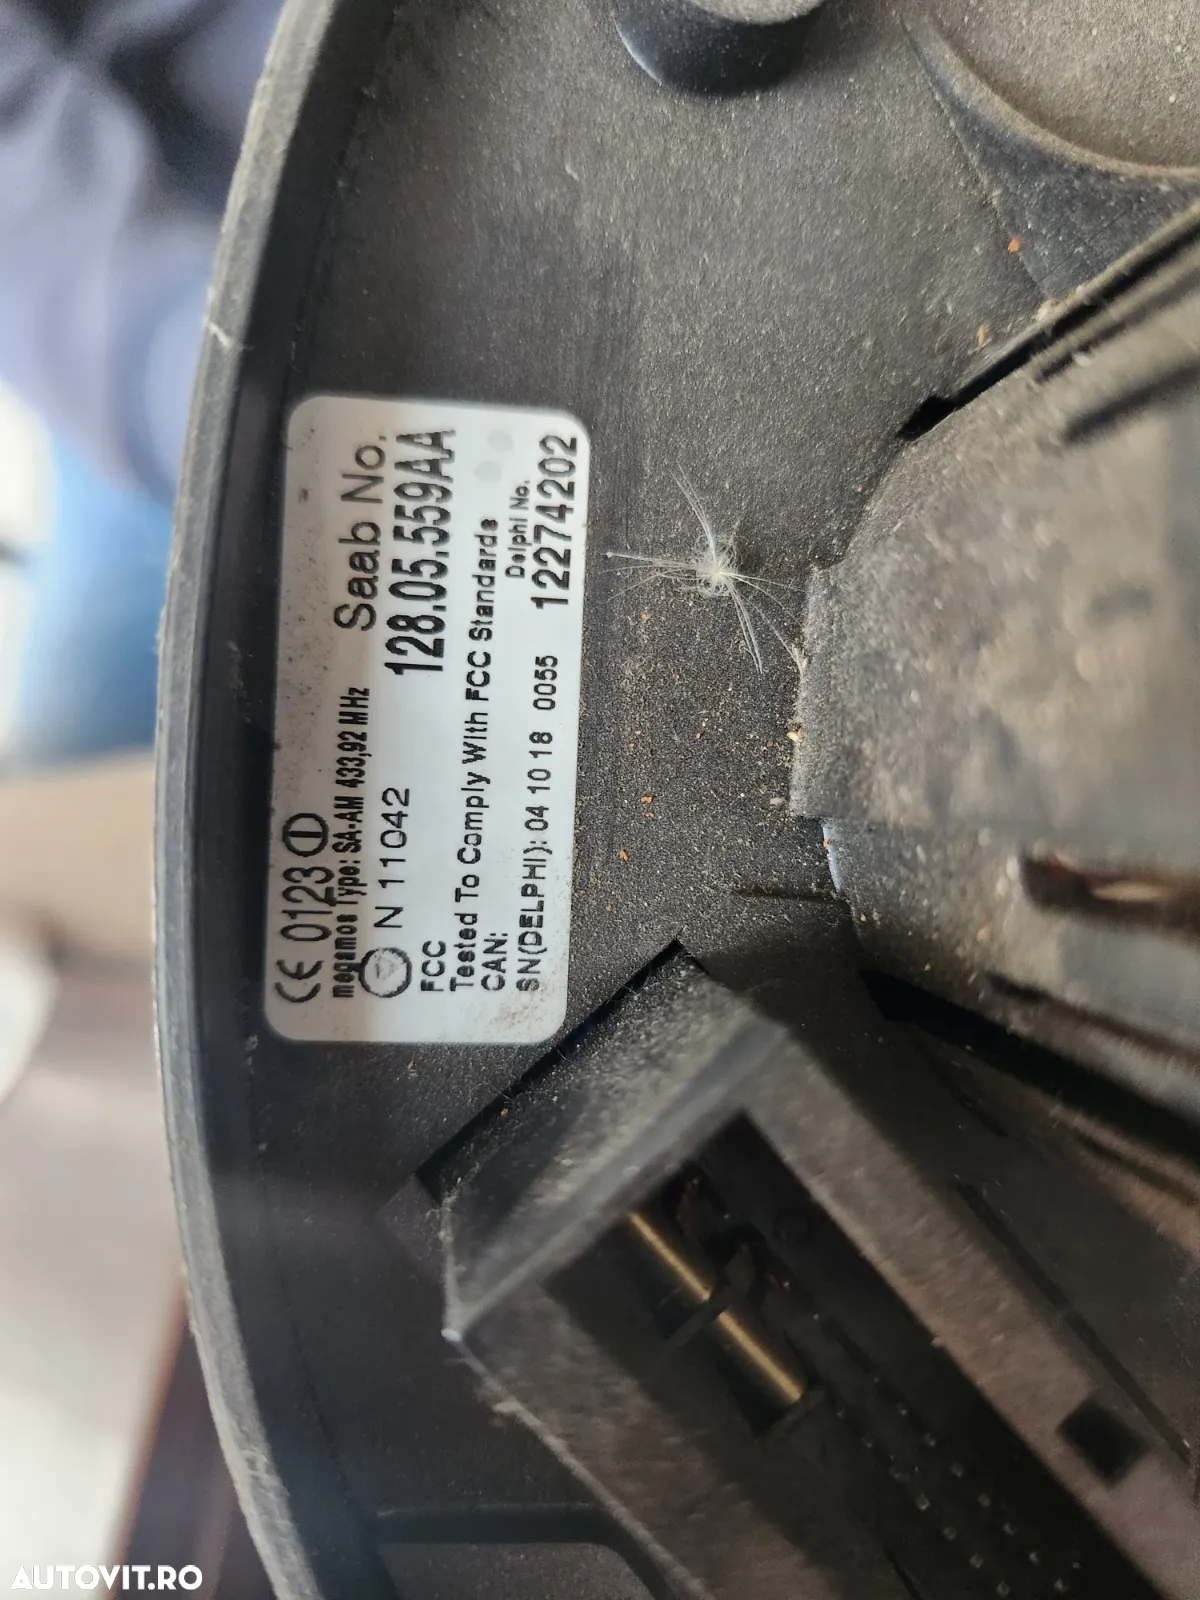 CE 0123 Saab No.
megamos Type: SA-AM 433,92 MHz
N 11042 128.05.559AA
FCC
Tested To Comply With FCC Standards
CAN: Delphi No.
SN(DELPHI): 04 10 18 0055 12274202
AUTOVIT.RO